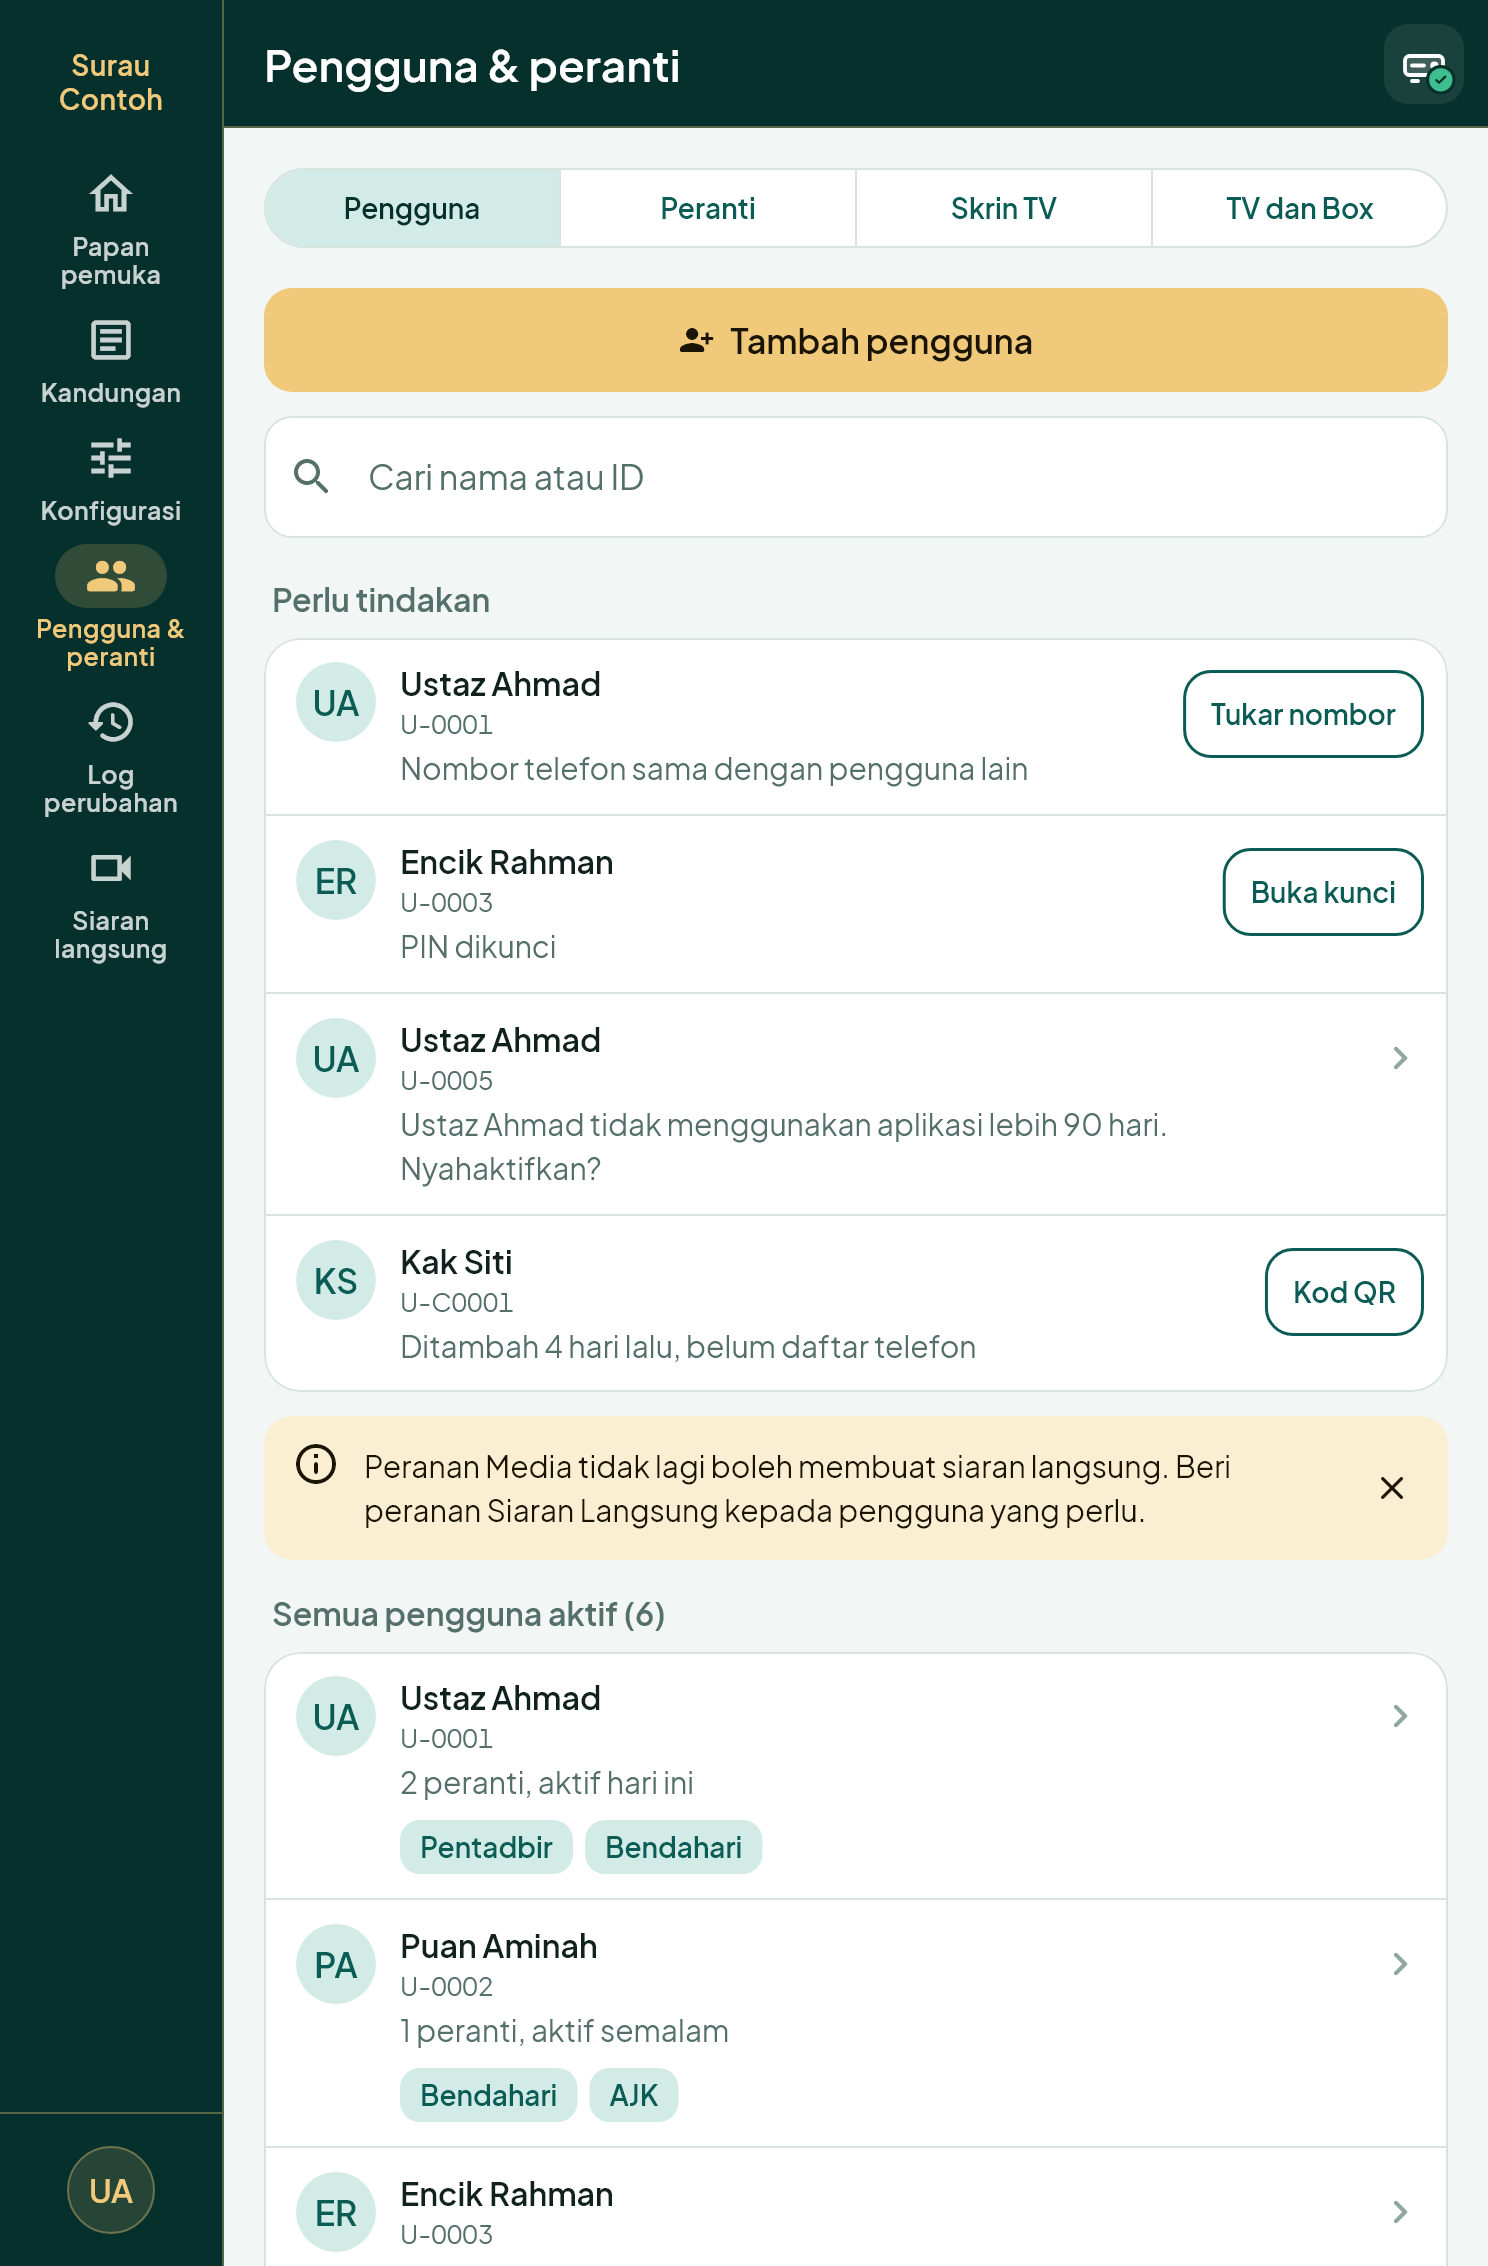 Surau
Contoh
Papan
pemuka
Kandungan
Konfigurasi
Pengguna &
peranti
Log
perubahan
Siaran
langsung
UA
Pengguna & peranti
Pengguna
Peranti
Skrin TV
TV dan Box
Tambah pengguna
Cari nama atau ID
Perlu tindakan
UA
Ustaz Ahmad
U-0001
Nombor telefon sama dengan pengguna lain
Tukar nombor
ER
Encik Rahman
U-0003
PIN dikunci
Buka kunci
UA
Ustaz Ahmad
U-0005
Ustaz Ahmad tidak menggunakan aplikasi lebih 90 hari.
Nyahaktifkan?
KS
Kak Siti
U-C0001
Ditambah 4 hari lalu, belum daftar telefon
Kod QR
Peranan Media tidak lagi boleh membuat siaran langsung. Beri
peranan Siaran Langsung kepada pengguna yang perlu.
Semua pengguna aktif (6)
UA
Ustaz Ahmad
U-0001
2 peranti, aktif hari ini
Pentadbir
Bendahari
PA
Puan Aminah
U-0002
1 peranti, aktif semalam
Bendahari
AJK
ER
Encik Rahman
U-0003